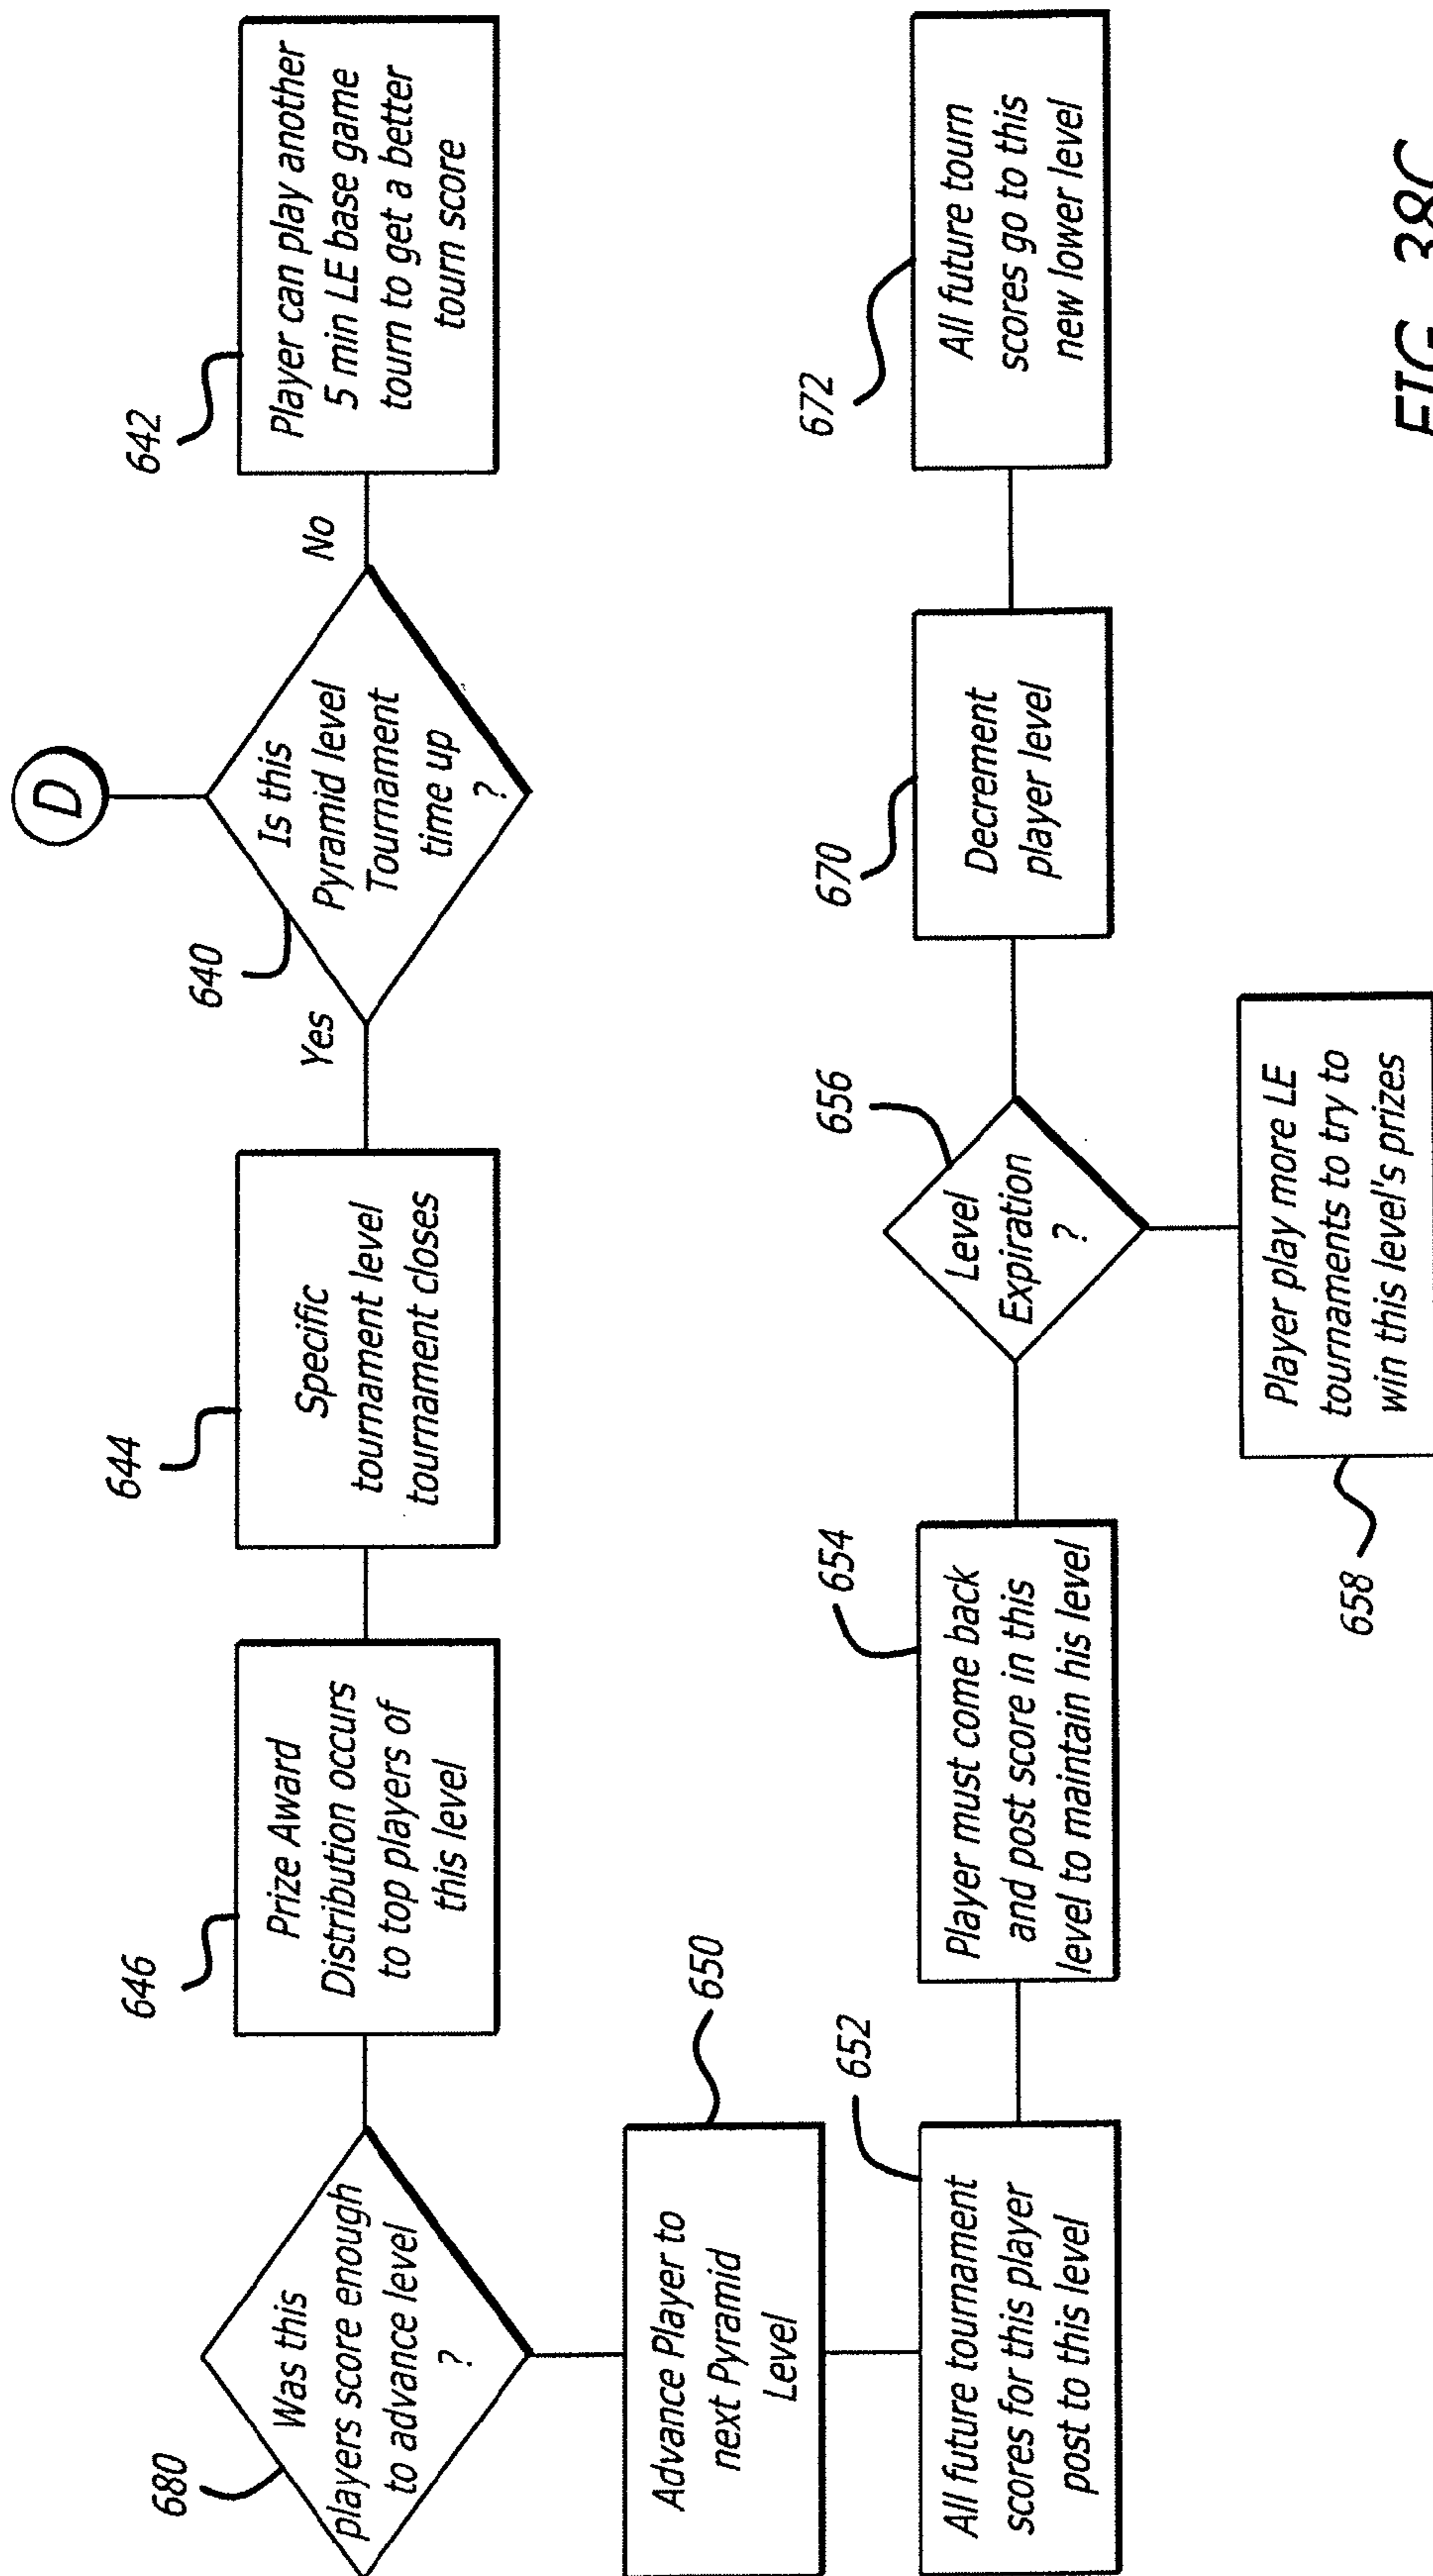 D
640
Is this
Pyramid level
Tournament
time up
?
No
642
Player can play another
5 min LE base game
tourn to get a better
tourn score
Yes
644
Specific
tournament level
tournament closes
646
Prize Award
Distribution occurs
to top players of
this level
680
Was this
players score enough
to advance level
?
650
Advance Player to
next Pyramid
Level
652
All future tournament
scores for this player
post to this level
654
Player must come back
and post score in this
level to maintain his level
656
Level
Expiration
?
658
Player play more LE
tournaments to try to
win this level's prizes
670
Decrement
player level
672
All future tourn
scores go to this
new lower level
FIG. 38C